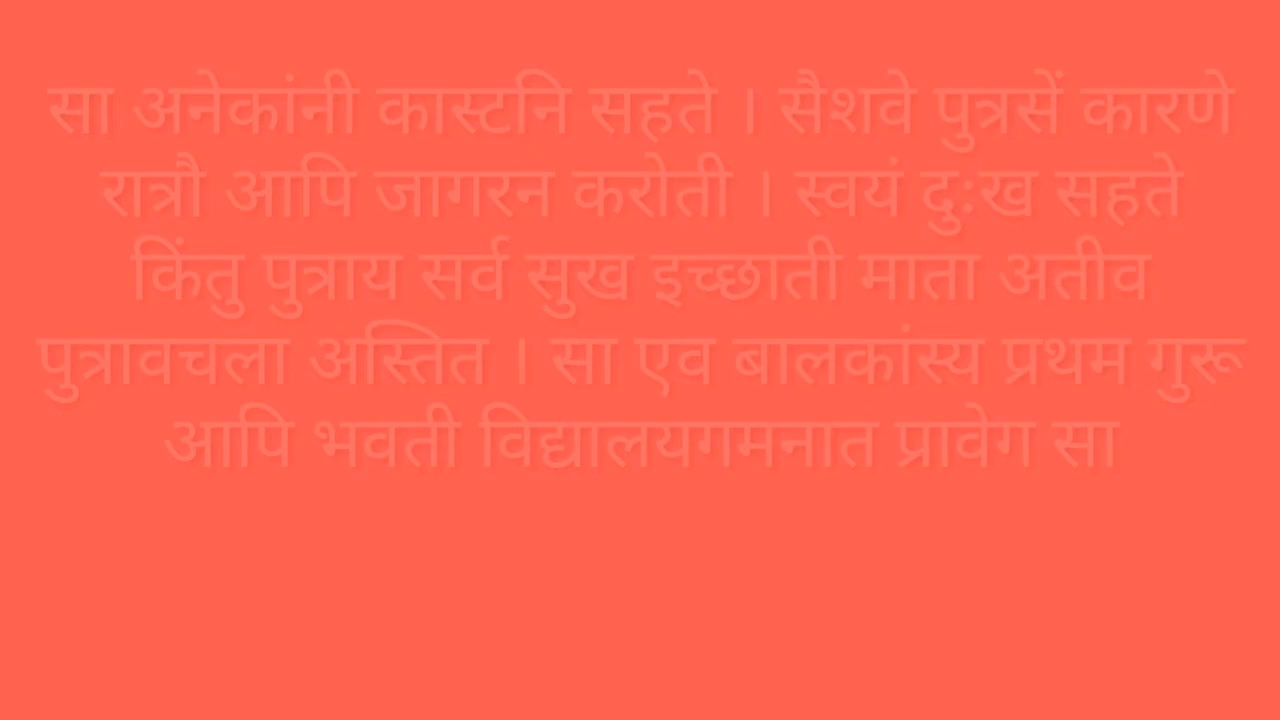 सा अनेकांनी कास्टनि सहते । सैशवे पुत्रसें कारणे
रात्रौ आपि जागरन करोती । स्वयं दुःख सहते
किंतु पुत्राय सर्व सुख इच्छाती माता अतीव
पुत्रावचला अस्तित । सा एव बालकांस्य प्रथम गुरू
आपि भवती विद्यालयगमनात प्रावेग सा